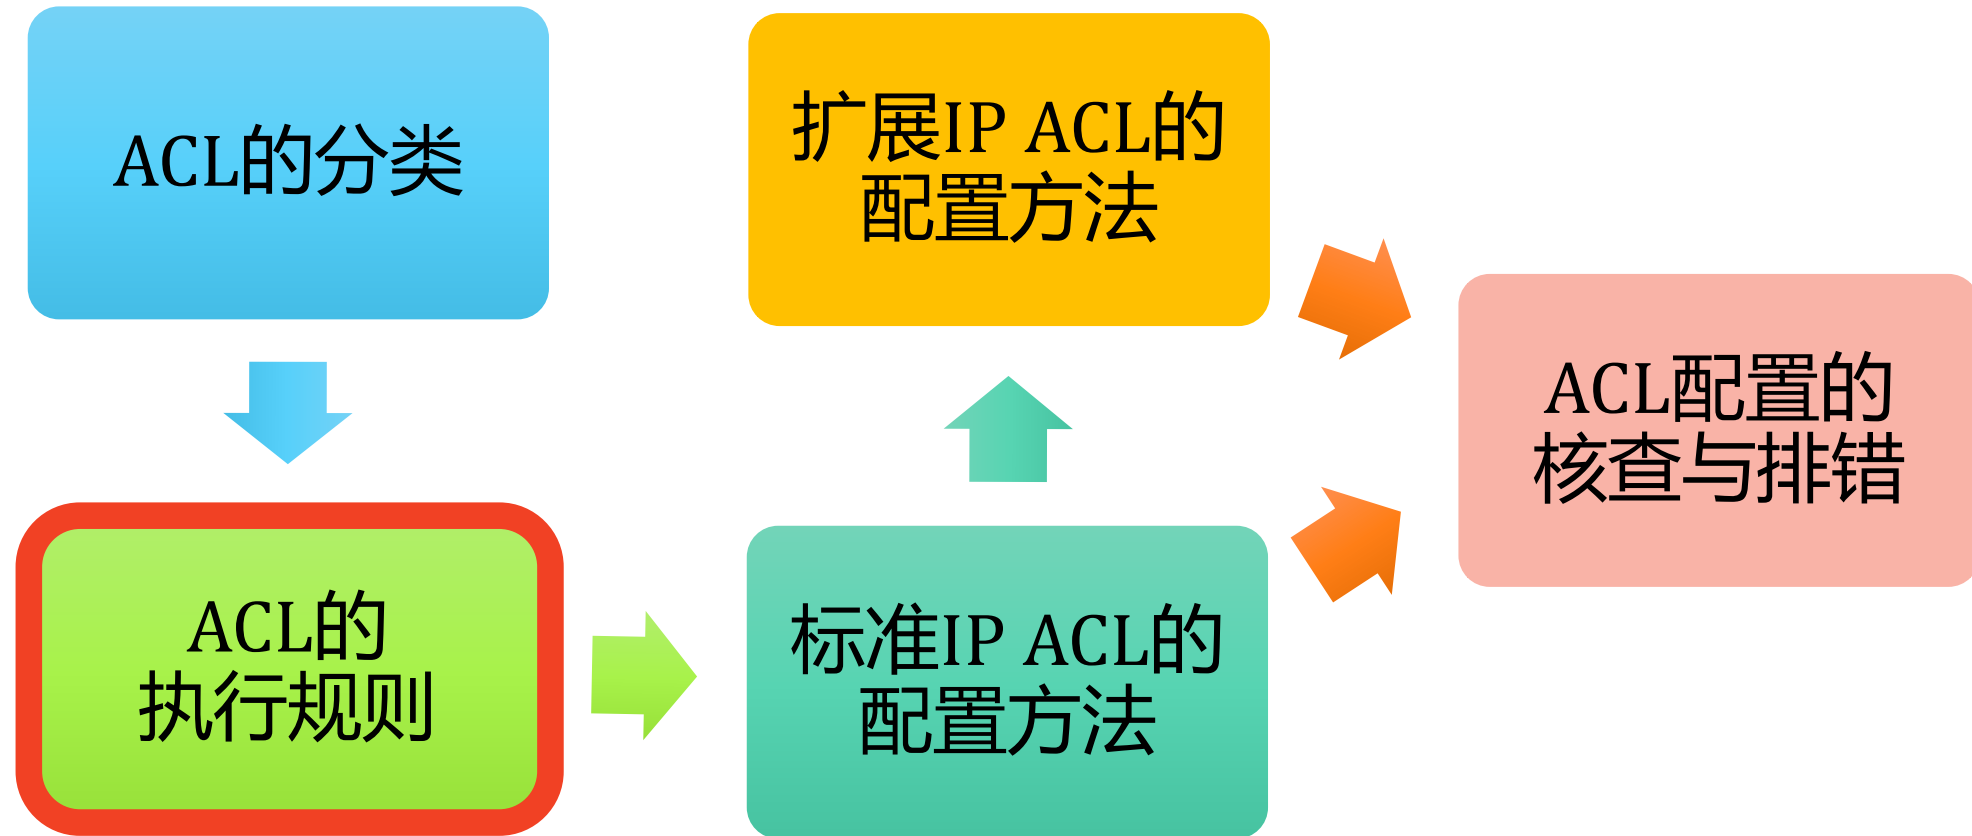 ACL的分类
ACL的
执行规则
标准IP ACL的
配置方法
扩展IP ACL的
配置方法
ACL配置的
核查与排错